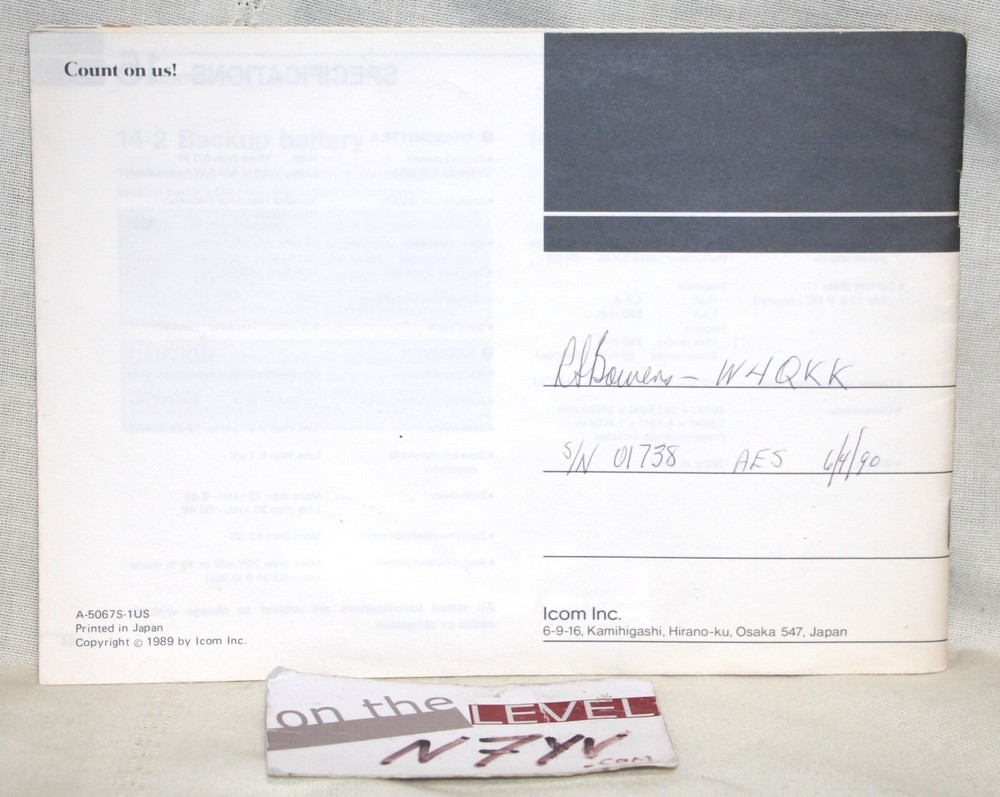 Count on us!
R L Bowens – W4QKK
S/N 01738 AES 6/4/90
A-5067S-1US
Printed in Japan
Copyright © 1989 by Icom Inc.
Icom Inc.
6-9-16, Kamihigashi, Hirano-ku, Osaka 547, Japan
on the LEVEL
N7YV
.com